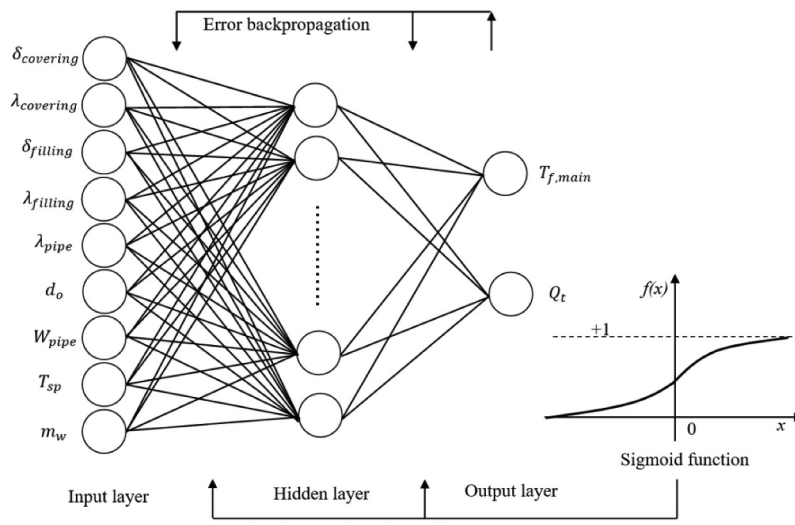 Error backpropagation
δcovering
λcovering
δfilling
λfilling
λpipe
do
Wpipe
Tsp
mw
Tf,main
Qt
f(x)
+1
0
x
Sigmoid function
Input layer
Hidden layer
Output layer